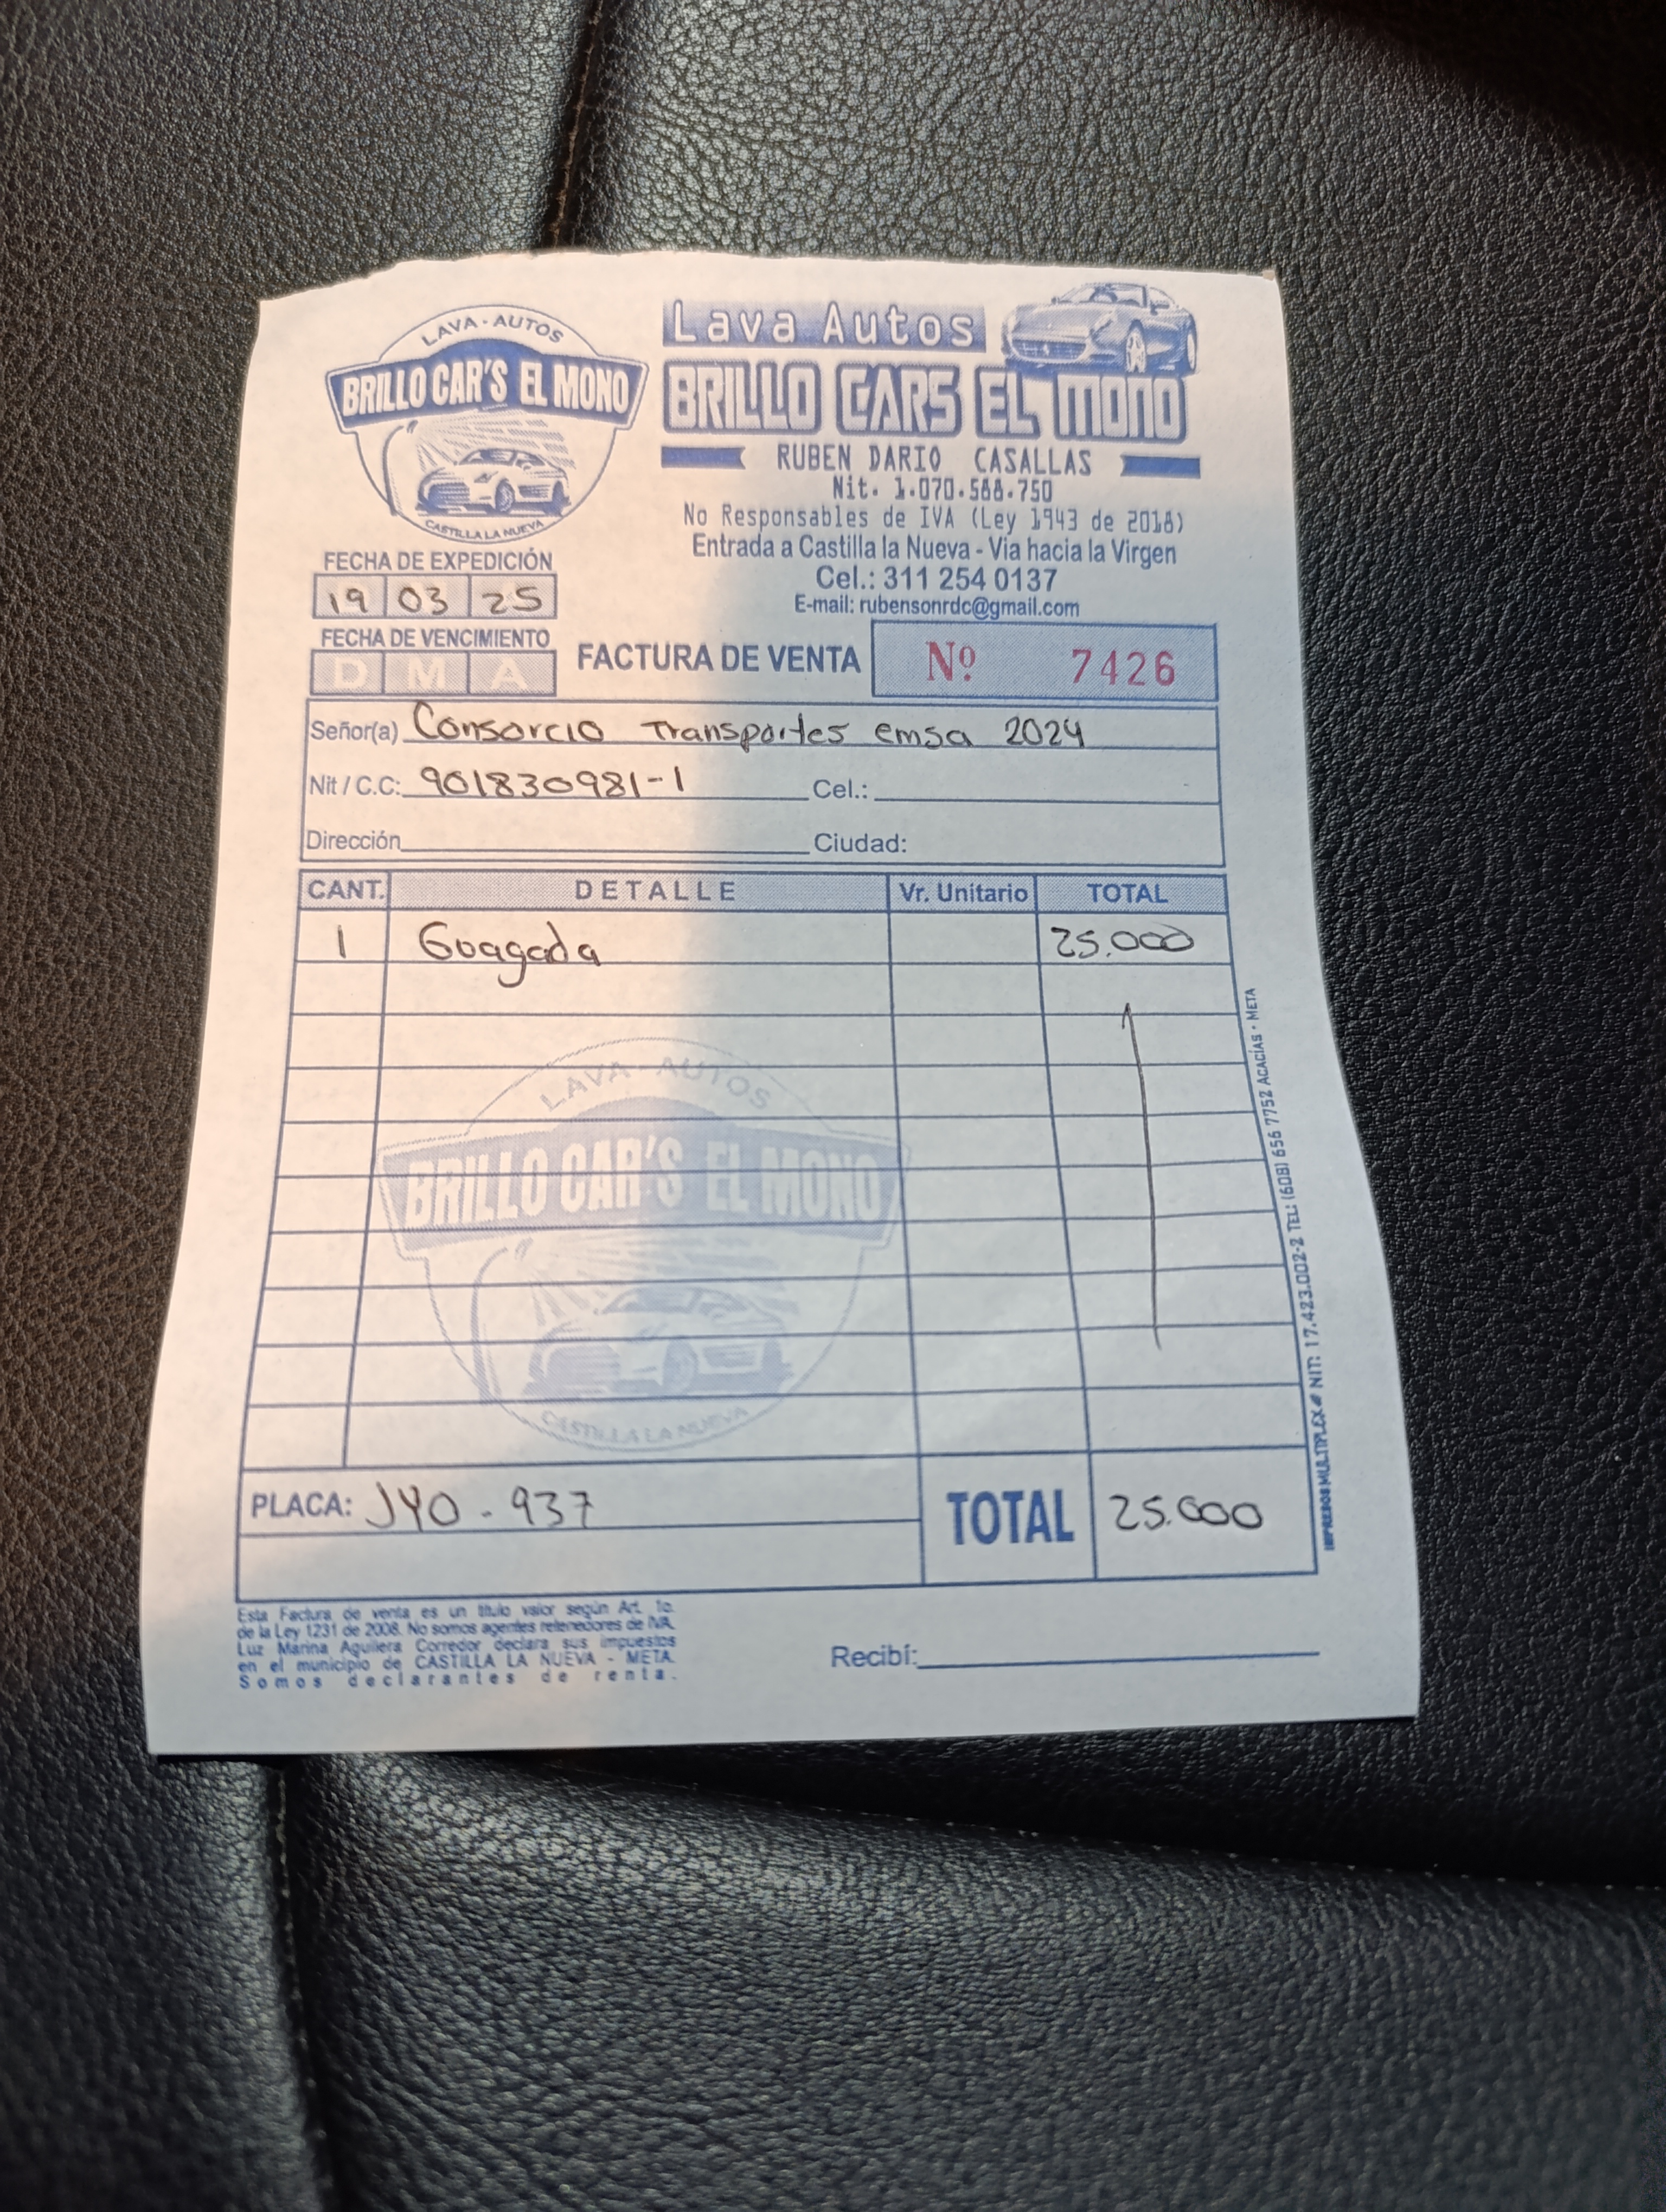 LAVA - AUTOS
BRILLO CAR'S EL MONO
CASTILLA LA NUEVA
Lava Autos
BRILLO CARS EL MONO
RUBEN DARIO CASALLAS
Nit. 1.070.588.750
No Responsables de IVA (Ley 1943 de 2018)
Entrada a Castilla la Nueva - Via hacia la Virgen
Cel.: 311 254 0137
E-mail: rubensonrdc@gmail.com
FECHA DE EXPEDICIÓN
19 03 25
FECHA DE VENCIMIENTO
D M A
FACTURA DE VENTA Nº 7426
Señor(a) Consorcio Transportes emsa 2024
Nit / C.C: 901830981-1 Cel.:
Dirección Ciudad:
CANT. DETALLE Vr. Unitario TOTAL
1 Guagada 25.000
LAVA - AUTOS
BRILLO CAR'S EL MONO
CASTILLA LA NUEVA
PLACA: JYO - 937 TOTAL 25.000
Esta Factura de venta es un titulo valor según Art. 1o.
de la Ley 1231 de 2008. No somos agentes retenedores de IVA.
Luz Marina Aguilera Corredor declara sus impuestos
en el municipio de CASTILLA LA NUEVA - META.
Somos declarantes de renta.
Recibí:
IMPRESOS MULTIPLEX # NIT: 17.423.002-2 TEL: (608) 656 7752 ACACÍAS - META